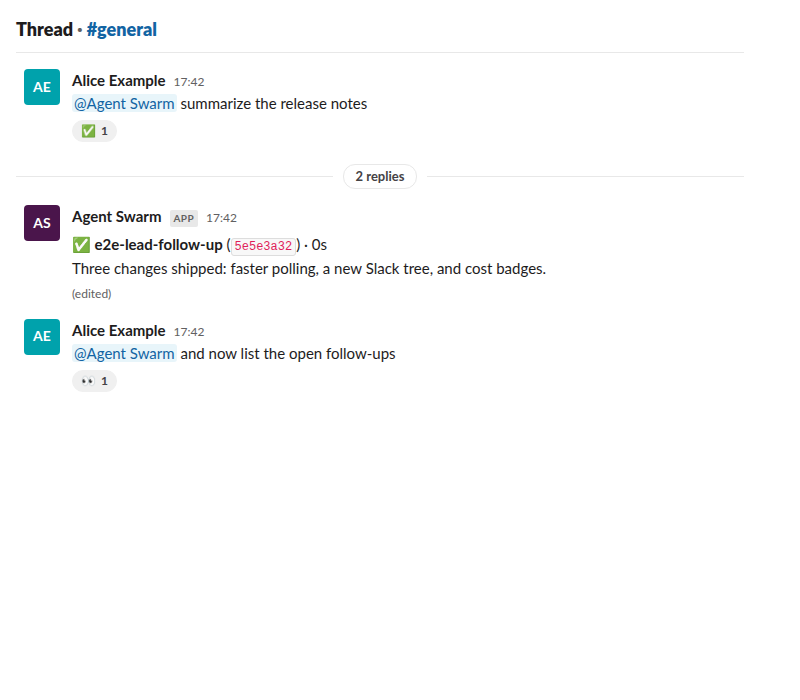 Thread • #general
AE
Alice Example 17:42
@Agent Swarm summarize the release notes
✅ 1
2 replies
AS
Agent Swarm APP 17:42
✅ e2e-lead-follow-up (5e5e3a32) · 0s
Three changes shipped: faster polling, a new Slack tree, and cost badges.
(edited)
AE
Alice Example 17:42
@Agent Swarm and now list the open follow-ups
👀 1